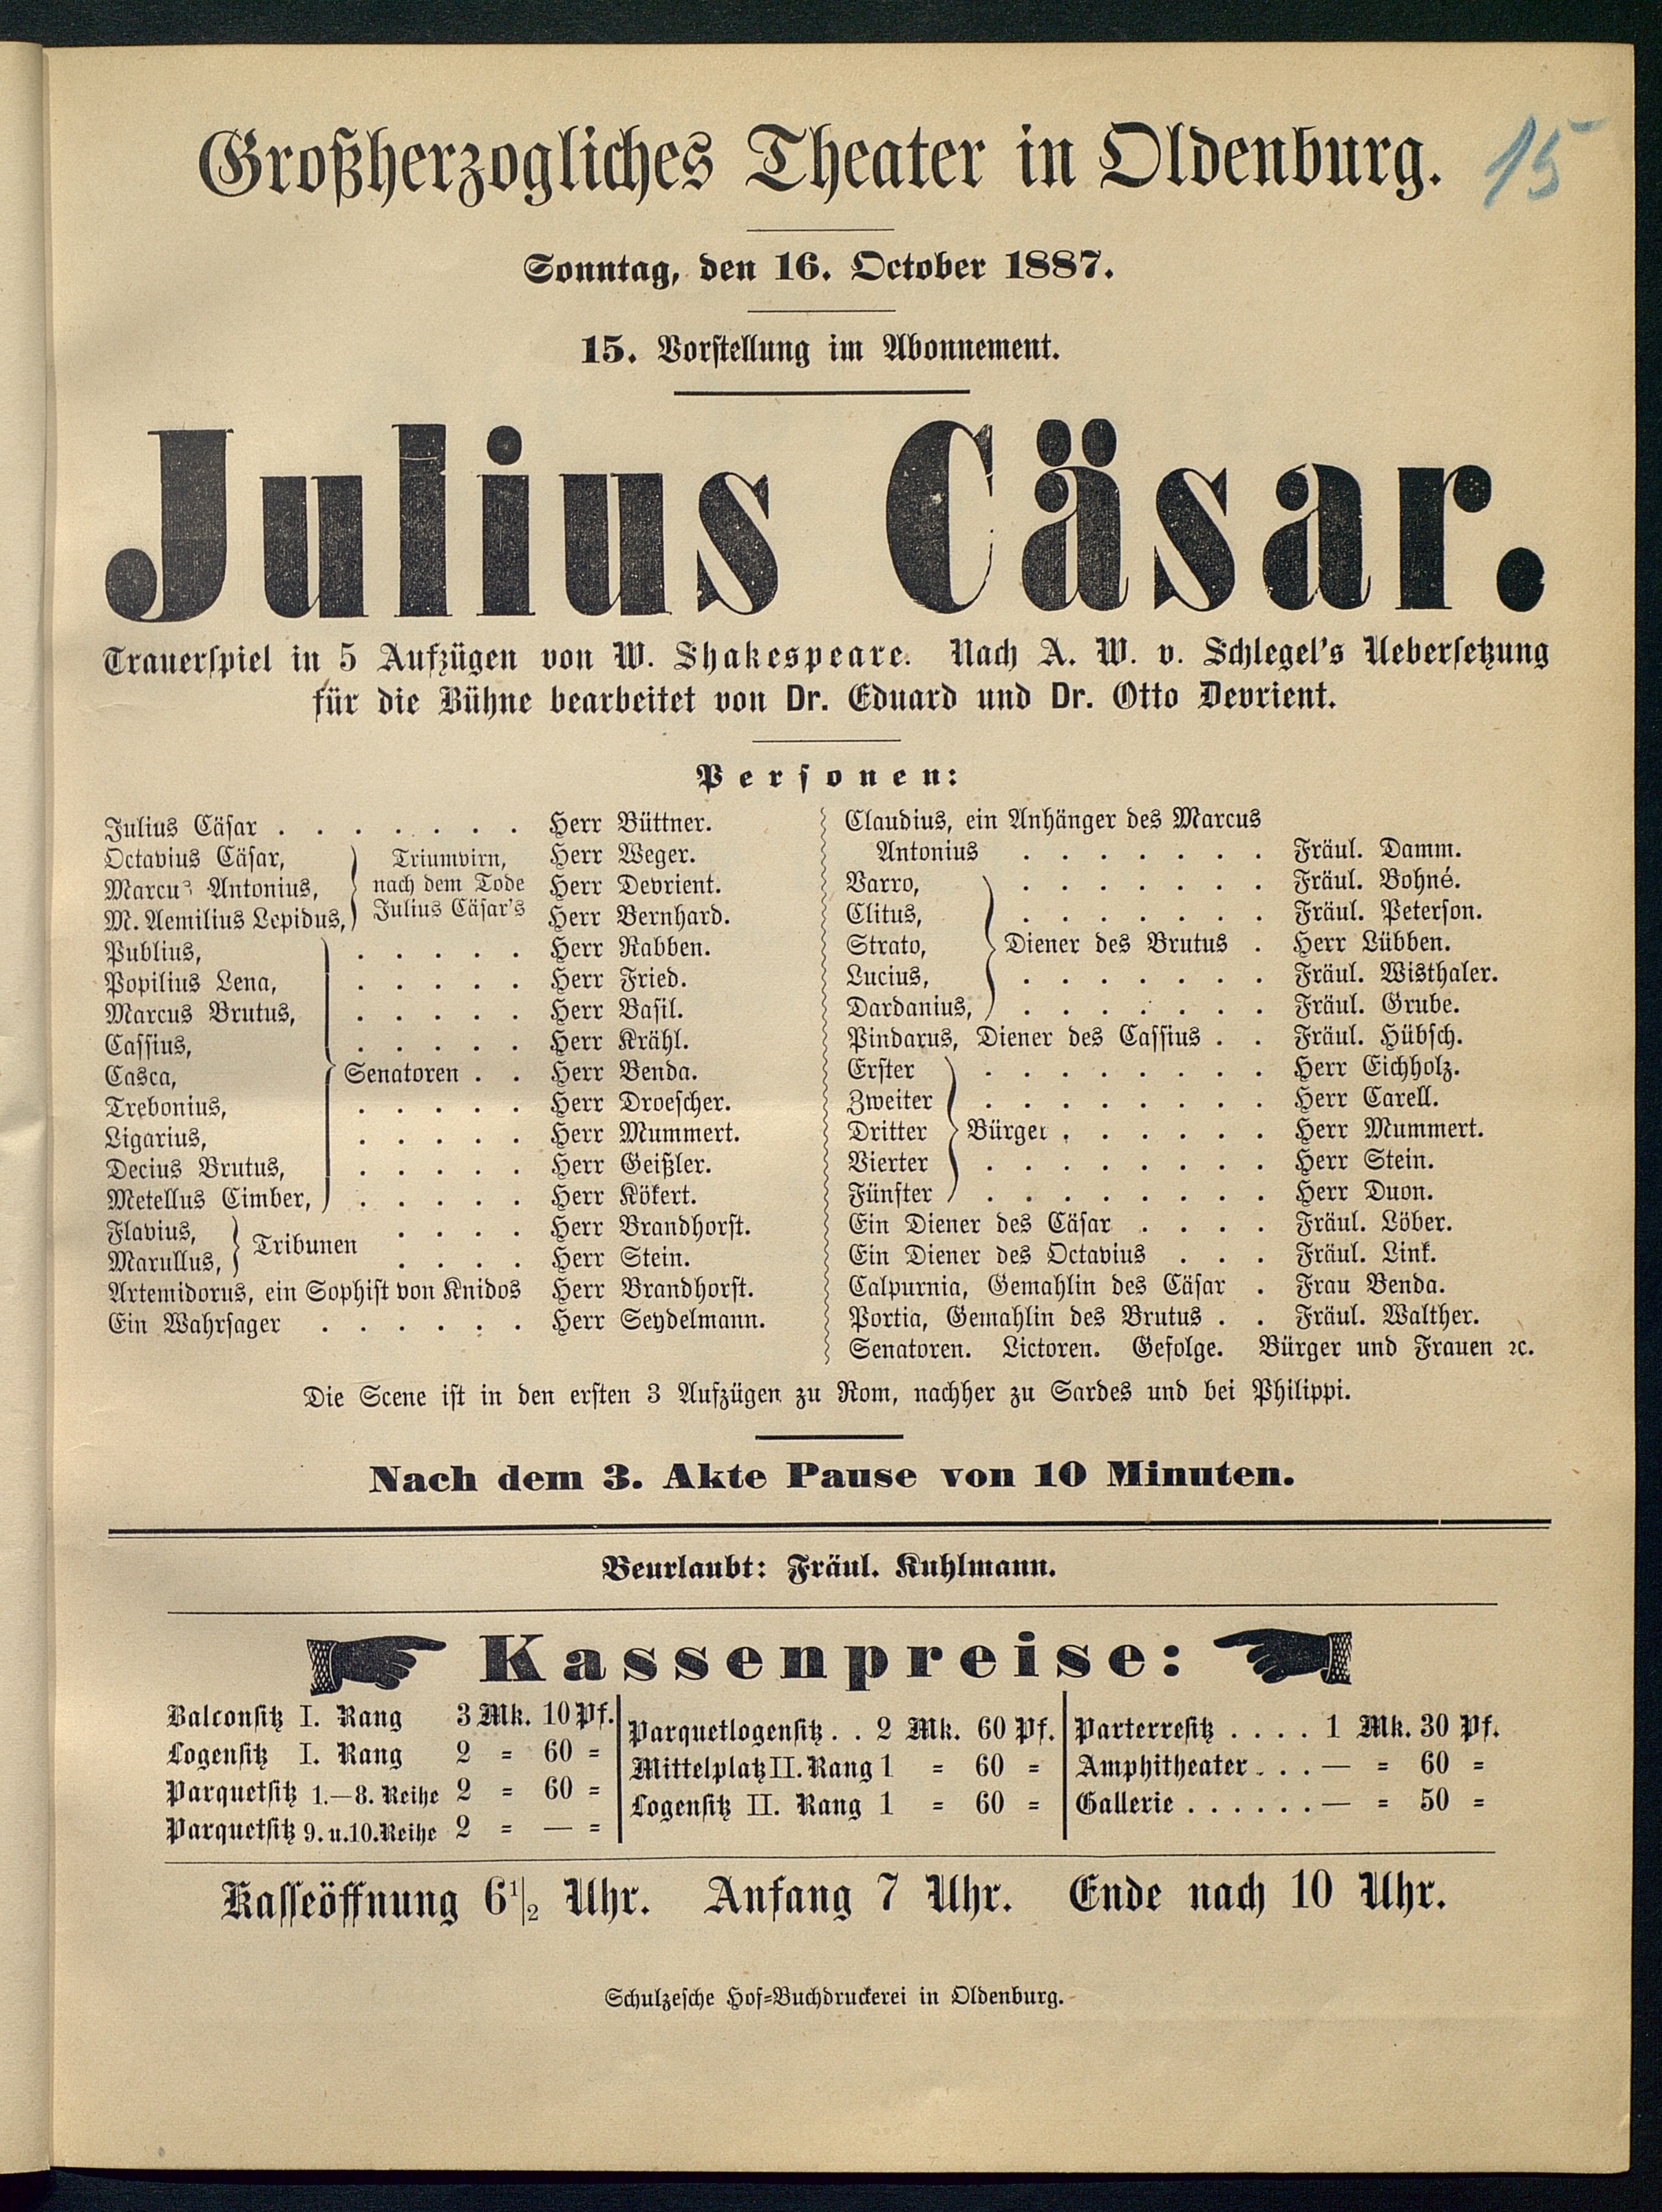 Großherzogliches Theater in Oldenburg.
15
Sonntag, den 16. October 1887.
15. Vorstellung im Abonnement.
Julius Cäsar.
Trauerspiel in 5 Aufzügen von W. Shakespeare. Nach A. W. v. Schlegel's Uebersetzung
für die Bühne bearbeitet von Dr. Eduard und Dr. Otto Devrient.
Personen:
Julius Cäsar . . . . . . . Herr Büttner.
Octavius Cäsar, Triumvirn, Herr Weger.
Marcus Antonius, nach dem Tode Herr Devrient.
M. Aemilius Lepidus, Julius Cäsar's Herr Bernhard.
Publius, . . . . . Herr Rabben.
Popilius Lena, . . . . . Herr Fried.
Marcus Brutus, . . . . . Herr Basil.
Cassius, . . . . . Herr Krähl.
Casca, Senatoren . . Herr Benda.
Trebonius, . . . . . Herr Droescher.
Ligarius, . . . . . Herr Mummert.
Decius Brutus, . . . . . Herr Geißler.
Metellus Cimber, . . . . . Herr Kökert.
Flavius, . . . . Herr Brandhorst.
Tribunen
Marullus, . . . . Herr Stein.
Artemidorus, ein Sophist von Knidos Herr Brandhorst.
Ein Wahrsager . . . . . . Herr Seydelmann.
Claudius, ein Anhänger des Marcus
Antonius . . . . . . . Fräul. Damm.
Varro, . . . . . . . Fräul. Bohné.
Clitus, . . . . . . . Fräul. Peterson.
Strato, Diener des Brutus . Herr Lübben.
Lucius, . . . . . . . Fräul. Wisthaler.
Dardanius, . . . . . . . Fräul. Grube.
Pindarus, Diener des Cassius . . Fräul. Hübsch.
Erster . . . . . . . . Herr Eichholz.
Zweiter . . . . . . . . Herr Carell.
Dritter Bürger . . . . . . Herr Mummert.
Vierter . . . . . . . . Herr Stein.
Fünfter . . . . . . . . Herr Duon.
Ein Diener des Cäsar . . . . Fräul. Löber.
Ein Diener des Octavius . . . Fräul. Link.
Calpurnia, Gemahlin des Cäsar . Frau Benda.
Portia, Gemahlin des Brutus . . Fräul. Walther.
Senatoren. Lictoren. Gefolge. Bürger und Frauen ꝛc.
Die Scene ist in den ersten 3 Aufzügen zu Rom, nachher zu Sardes und bei Philippi.
Nach dem 3. Akte Pause von 10 Minuten.
Beurlaubt: Fräul. Kuhlmann.
Kassenpreise:
Balconsitz I. Rang 3 Mk. 10 Pf.
Logensitz I. Rang 2 = 60 =
Parquetsitz 1.—8. Reihe 2 = 60 =
Parquetsitz 9. u. 10. Reihe 2 = — =
Parquetlogensitz . . 2 Mk. 60 Pf.
Mittelplatz II. Rang 1 = 60 =
Logensitz II. Rang 1 = 60 =
Parterresitz . . . . 1 Mk. 30 Pf.
Amphitheater . . . — = 60 =
Gallerie . . . . . . — = 50 =
Kasseöffnung 6 1/2 Uhr. Anfang 7 Uhr. Ende nach 10 Uhr.
Schulzesche Hof=Buchdruckerei in Oldenburg.